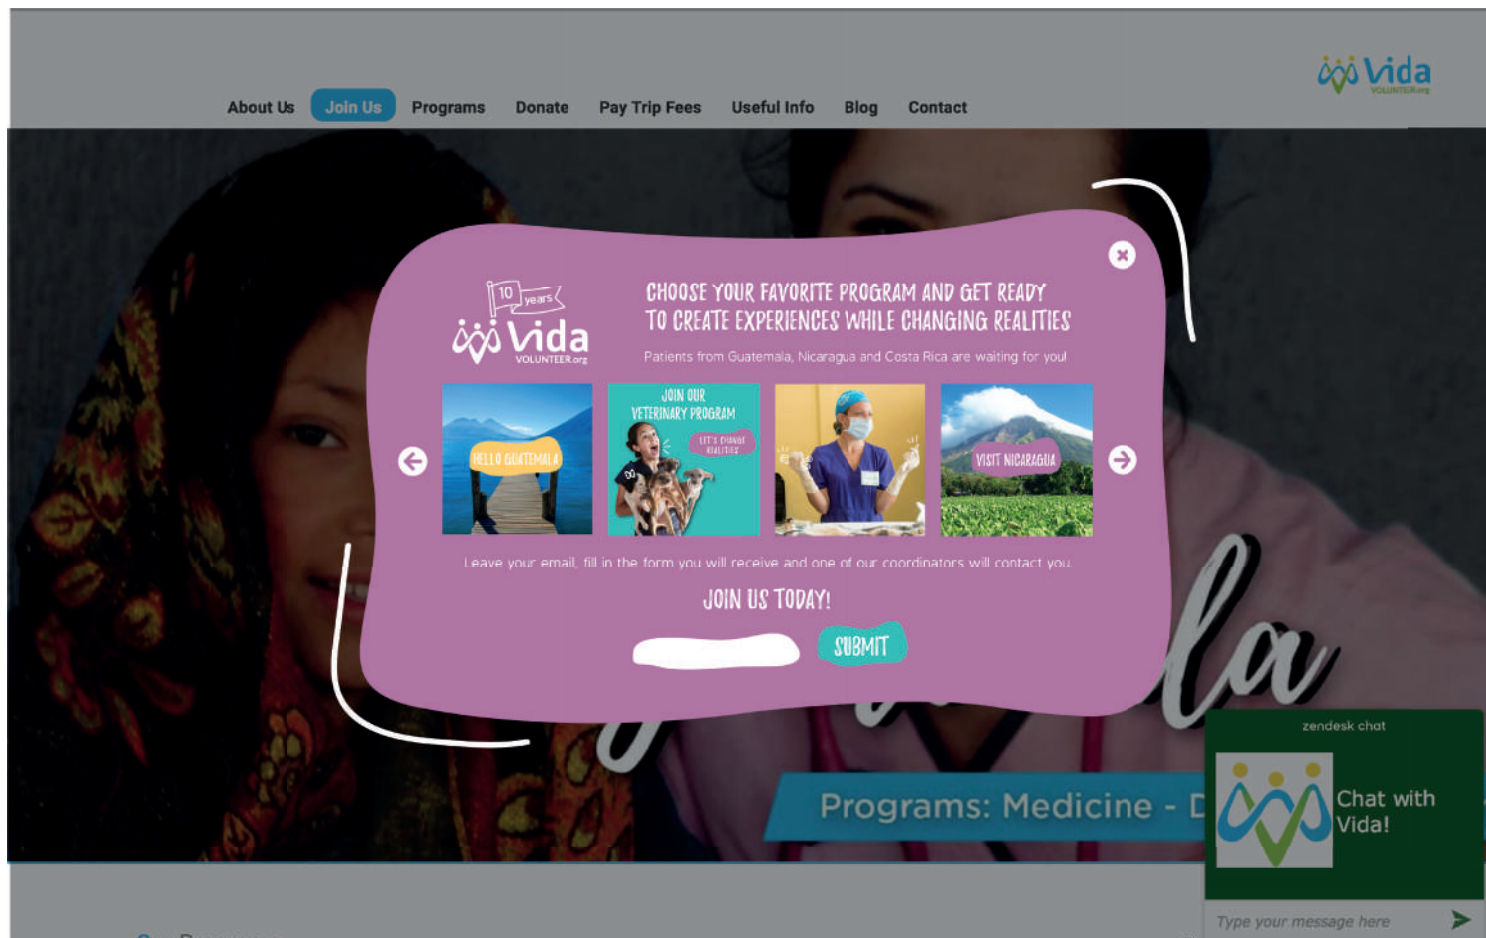 Vida
VOLUNTEER.org
About Us Join Us Programs Donate Pay Trip Fees Useful Info Blog Contact
10 years
Vida
VOLUNTEER.org
CHOOSE YOUR FAVORITE PROGRAM AND GET READY
TO CREATE EXPERIENCES WHILE CHANGING REALITIES
Patients from Guatemala, Nicaragua and Costa Rica are waiting for you!
HELLO GUATEMALA
JOIN OUR
VETERINARY PROGRAM
LET'S CHANGE
REALITIES
VISIT NICARAGUA
Leave your email, fill in the form you will receive and one of our coordinators will contact you.
JOIN US TODAY!
SUBMIT
Programs: Medicine - D
zendesk chat
Chat with
Vida!
Type your message here